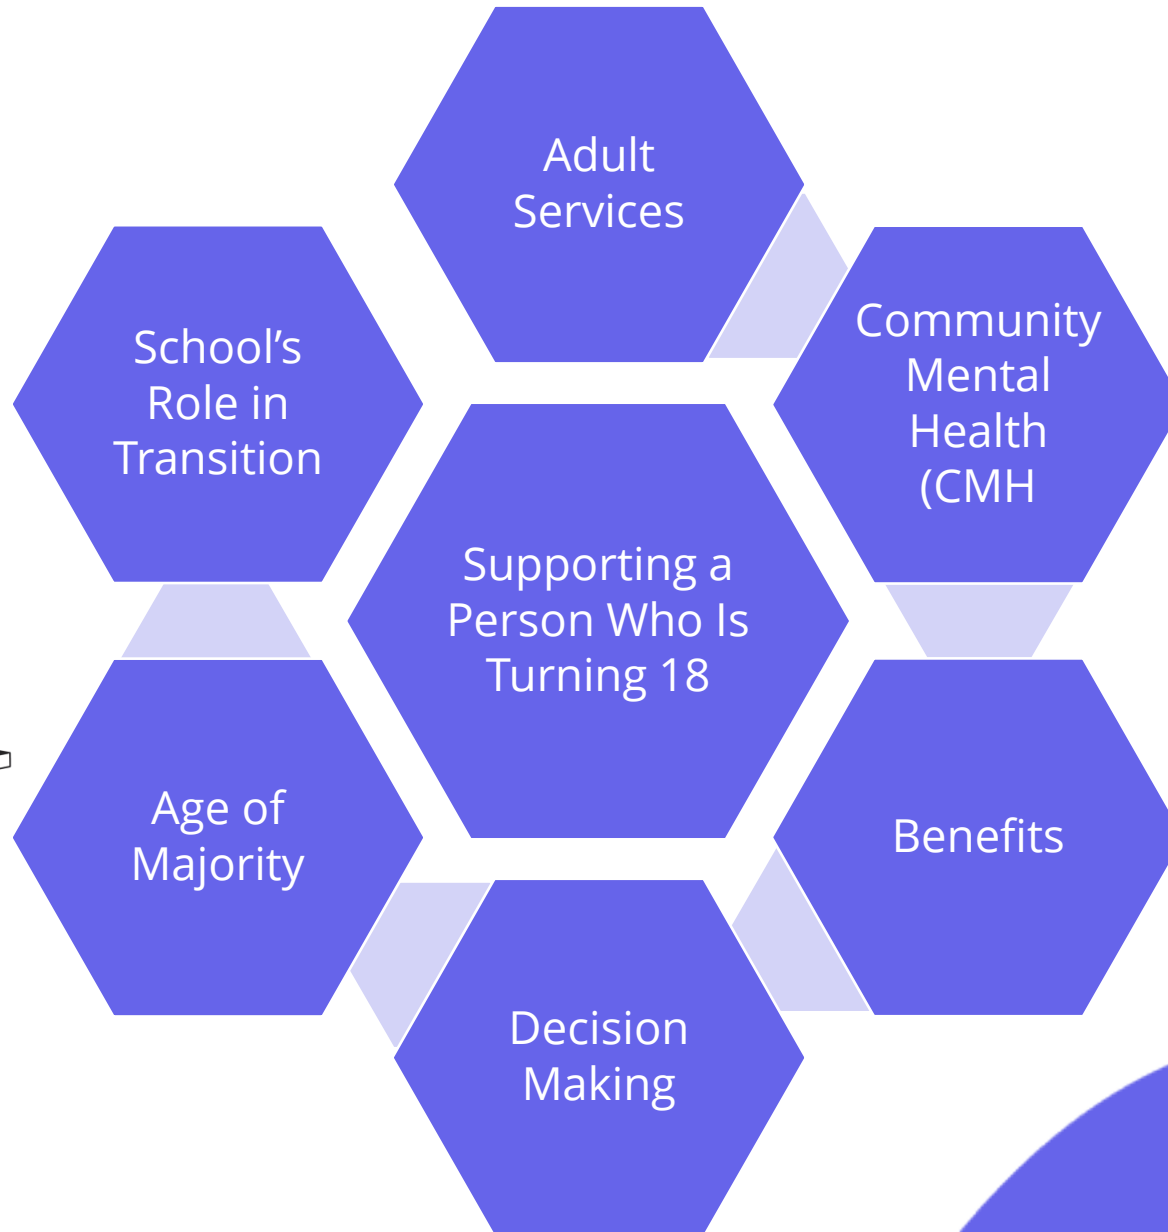 Adult
Services
Community
Mental
Health
(CMH
School’s
Role in
Transition
Supporting a
Person Who Is
Turning 18
Age of
Majority
Benefits
Decision
Making